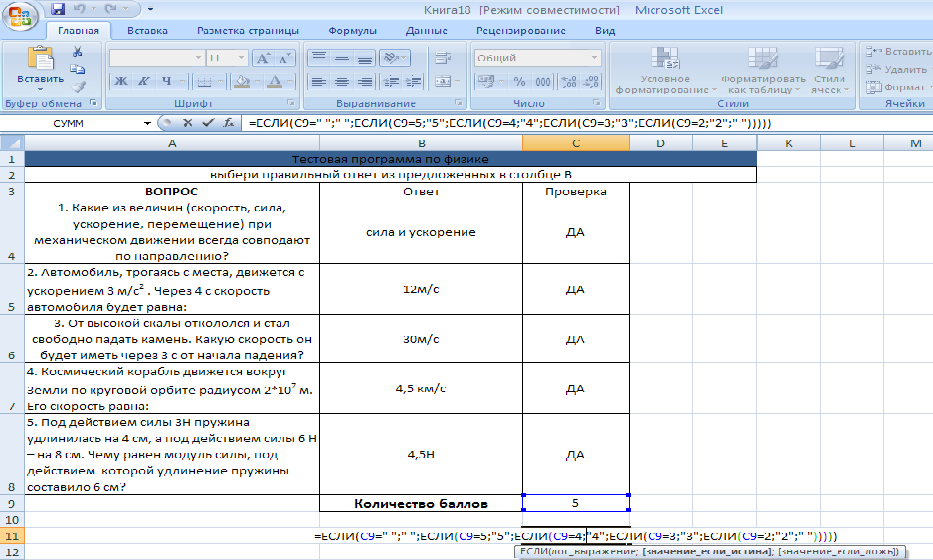 Книга18 [Режим совместимости] Microsoft Excel
Главная Вставка Разметка страницы Формулы Данные Рецензирование Вид
Вставить
Буфер обмена
11
Ж К Ч
Шрифт
Выравнивание
Общий
% 000
Число
Условное форматирование
Форматировать как таблицу
Стили ячеек
Стили
Вставить
Удалить
Формат
Ячейки
СУММ fx =ЕСЛИ(C9=" ";" ";ЕСЛИ(C9=5;"5";ЕСЛИ(C9=4;"4";ЕСЛИ(C9=3;"3";ЕСЛИ(C9=2;"2";" ")))))
A B C D E K L M
1 Тестовая программа по физике
2 выбери правильный ответ из предложенных в столбце В
3 ВОПРОС Ответ Проверка
1. Какие из величин (скорость, сила,
ускорение, перемещение) при
механическом движении всегда совподают
4 по направлению? сила и ускорение ДА
2. Автомобиль, трогаясь с места, движется с
ускорением 3 м/с² . Через 4 с скорость
5 автомобиля будет равна: 12м/с ДА
3. От высокой скалы откололся и стал
свободно падать камень. Какую скорость он
6 будет иметь через 3 с от начала падения? 30м/с ДА
4. Космический корабль движется вокруг
Земли по круговой орбите радиусом 2*10⁷ м.
7 Его скорость равна: 4,5 км/с ДА
5. Под действием силы 3Н пружина
удлинилась на 4 см, а под действием силы 6 Н
– на 8 см. Чему равен модуль силы, под
действием которой удлинение пружины
8 составило 6 см? 4,5Н ДА
9 Количество баллов 5
10
11 =ЕСЛИ(C9=" ";" ";ЕСЛИ(C9=5;"5";ЕСЛИ(C9=4;"4";ЕСЛИ(C9=3;"3";ЕСЛИ(C9=2;"2";" ")))))
12 ЕСЛИ(лог_выражение; [значение_если_истина]; [значение_если_ложь])